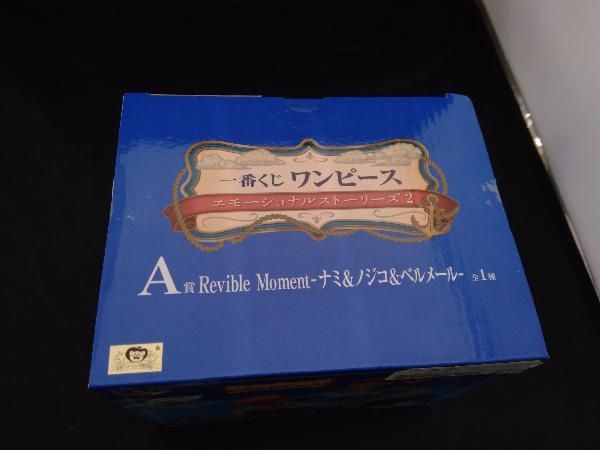 一番くじ ワンピース
エモーショナルストーリーズ2
A賞 Revible Moment-ナミ&ノジコ&ベルメール- 全1種
6